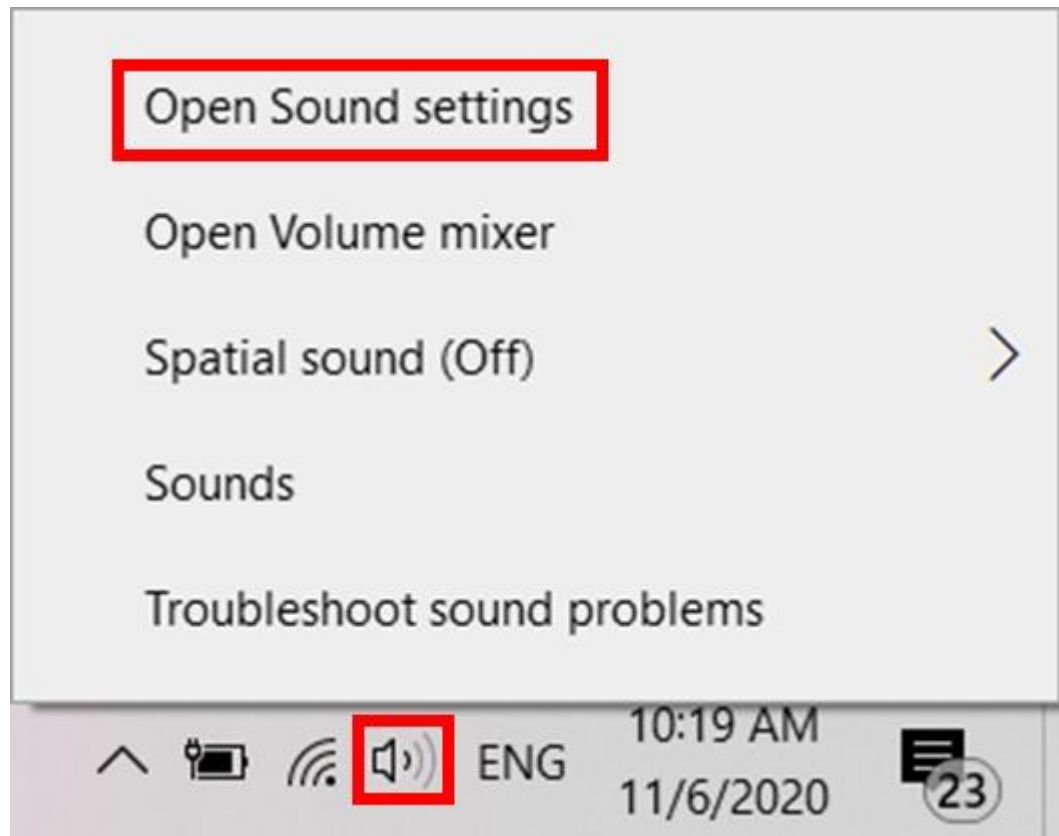 Open Sound settings
Open Volume mixer
Spatial sound (Off)
Sounds
Troubleshoot sound problems
10:19 AM
ENG
11/6/2020
23